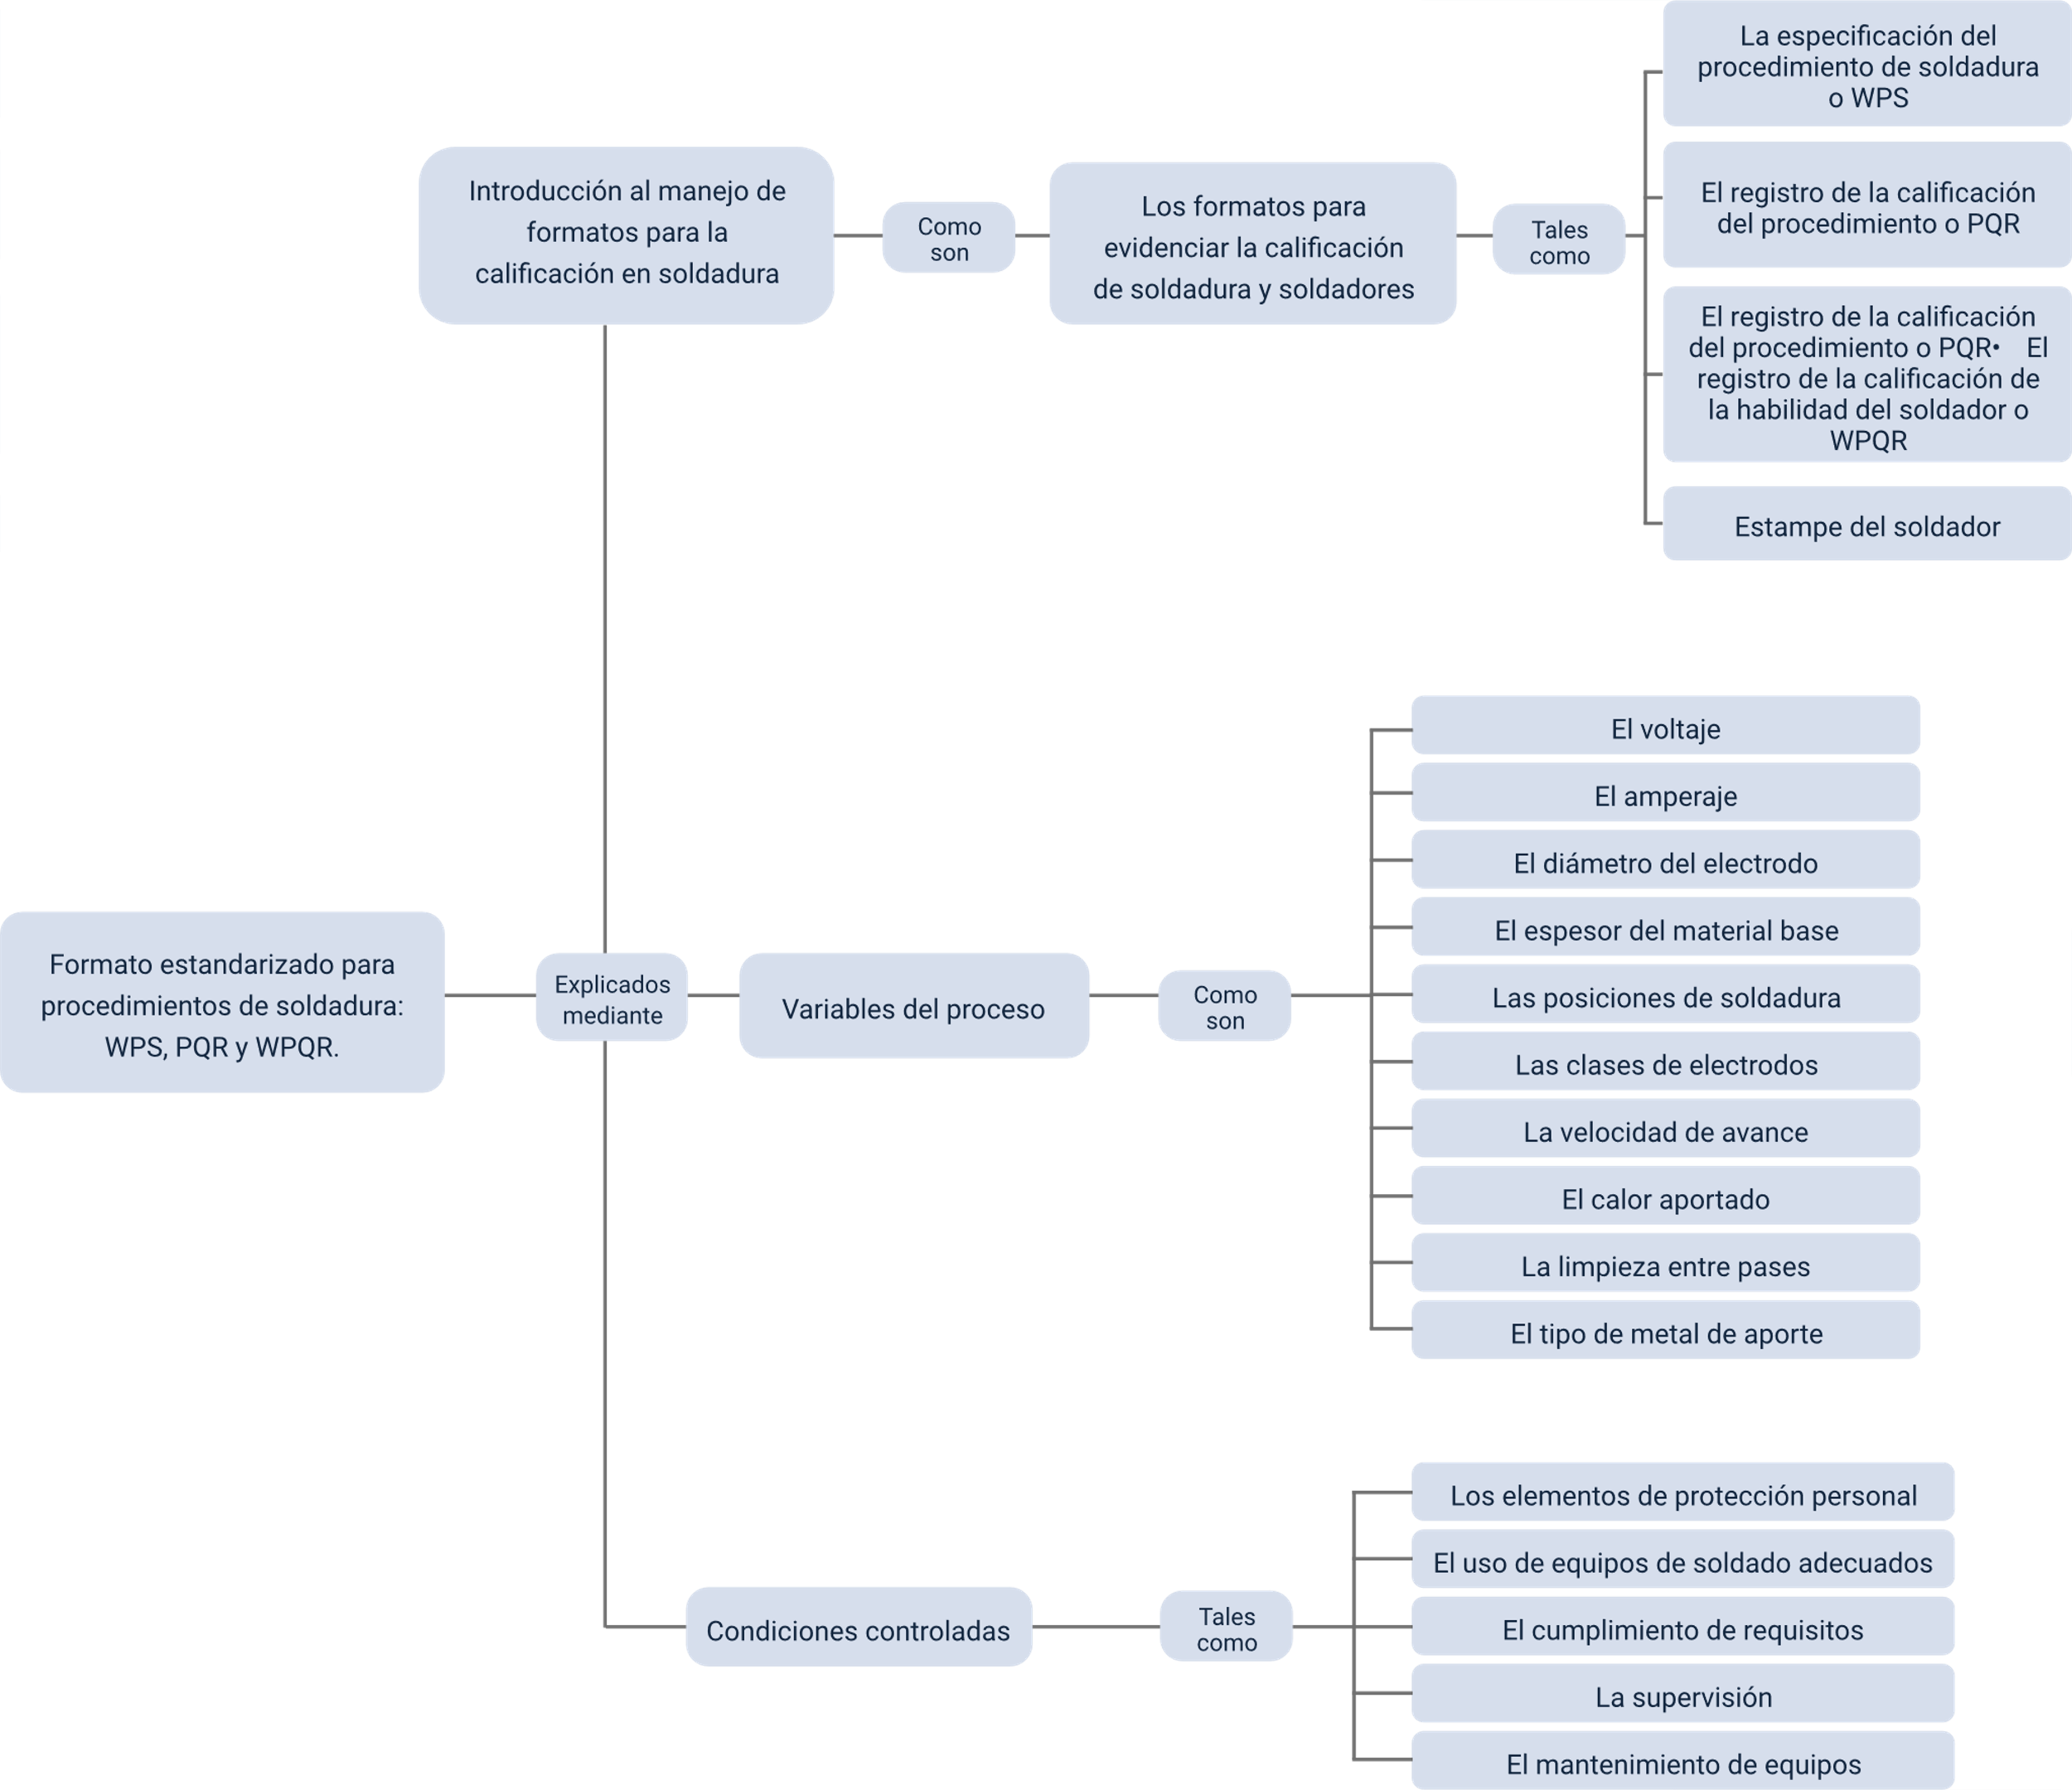 La especificación del
procedimiento de soldadura
o WPS
El registro de la calificación
del procedimiento o PQR
Introducción al manejo de
formatos para la
calificación en soldadura
Como
son
Los formatos para
evidenciar la calificación
de soldadura y soldadores
Tales
como
El registro de la calificación
del procedimiento o PQR•    El
registro de la calificación de
la habilidad del soldador o
WPQR
Estampe del soldador
Formato estandarizado para
procedimientos de soldadura:
WPS, PQR y WPQR.
Explicados
mediante
Variables del proceso
Como
son
El voltaje
El amperaje
El diámetro del electrodo
El espesor del material base
Las posiciones de soldadura
Las clases de electrodos
La velocidad de avance
El calor aportado
La limpieza entre pases
El tipo de metal de aporte
Condiciones controladas
Tales
como
Los elementos de protección personal
El uso de equipos de soldado adecuados
El cumplimiento de requisitos
La supervisión
El mantenimiento de equipos